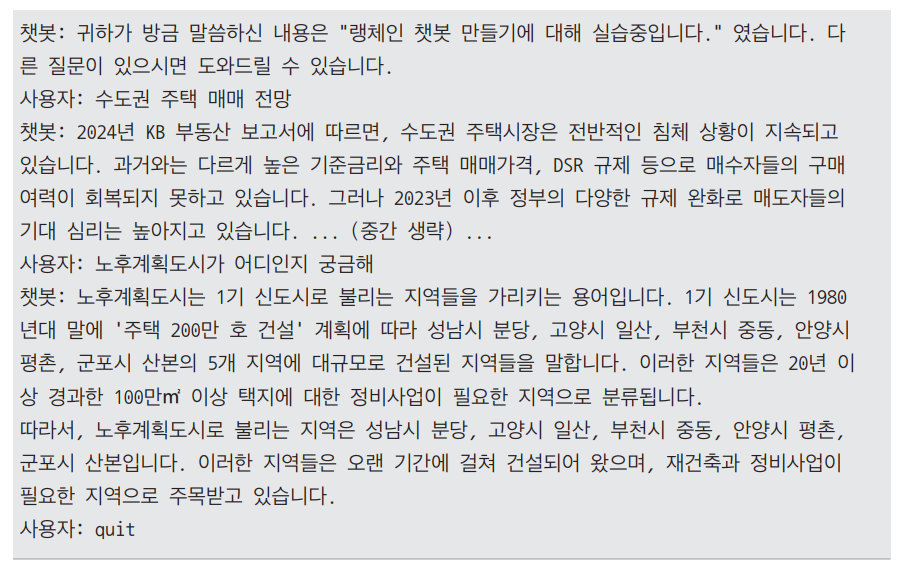 챗봇: 귀하가 방금 말씀하신 내용은 "랭체인 챗봇 만들기에 대해 실습중입니다." 였습니다. 다
른 질문이 있으시면 도와드릴 수 있습니다.
사용자: 수도권 주택 매매 전망
챗봇: 2024년 KB 부동산 보고서에 따르면, 수도권 주택시장은 전반적인 침체 상황이 지속되고
있습니다. 과거와는 다르게 높은 기준금리와 주택 매매가격, DSR 규제 등으로 매수자들의 구매
여력이 회복되지 못하고 있습니다. 그러나 2023년 이후 정부의 다양한 규제 완화로 매도자들의
기대 심리는 높아지고 있습니다. ... (중간 생략) ...
사용자: 노후계획도시가 어디인지 궁금해
챗봇: 노후계획도시는 1기 신도시로 불리는 지역들을 가리키는 용어입니다. 1기 신도시는 1980
년대 말에 '주택 200만 호 건설' 계획에 따라 성남시 분당, 고양시 일산, 부천시 중동, 안양시
평촌, 군포시 산본의 5개 지역에 대규모로 건설된 지역들을 말합니다. 이러한 지역들은 20년 이
상 경과한 100만㎡ 이상 택지에 대한 정비사업이 필요한 지역으로 분류됩니다.
따라서, 노후계획도시로 불리는 지역은 성남시 분당, 고양시 일산, 부천시 중동, 안양시 평촌,
군포시 산본입니다. 이러한 지역들은 오랜 기간에 걸쳐 건설되어 왔으며, 재건축과 정비사업이
필요한 지역으로 주목받고 있습니다.
사용자: quit